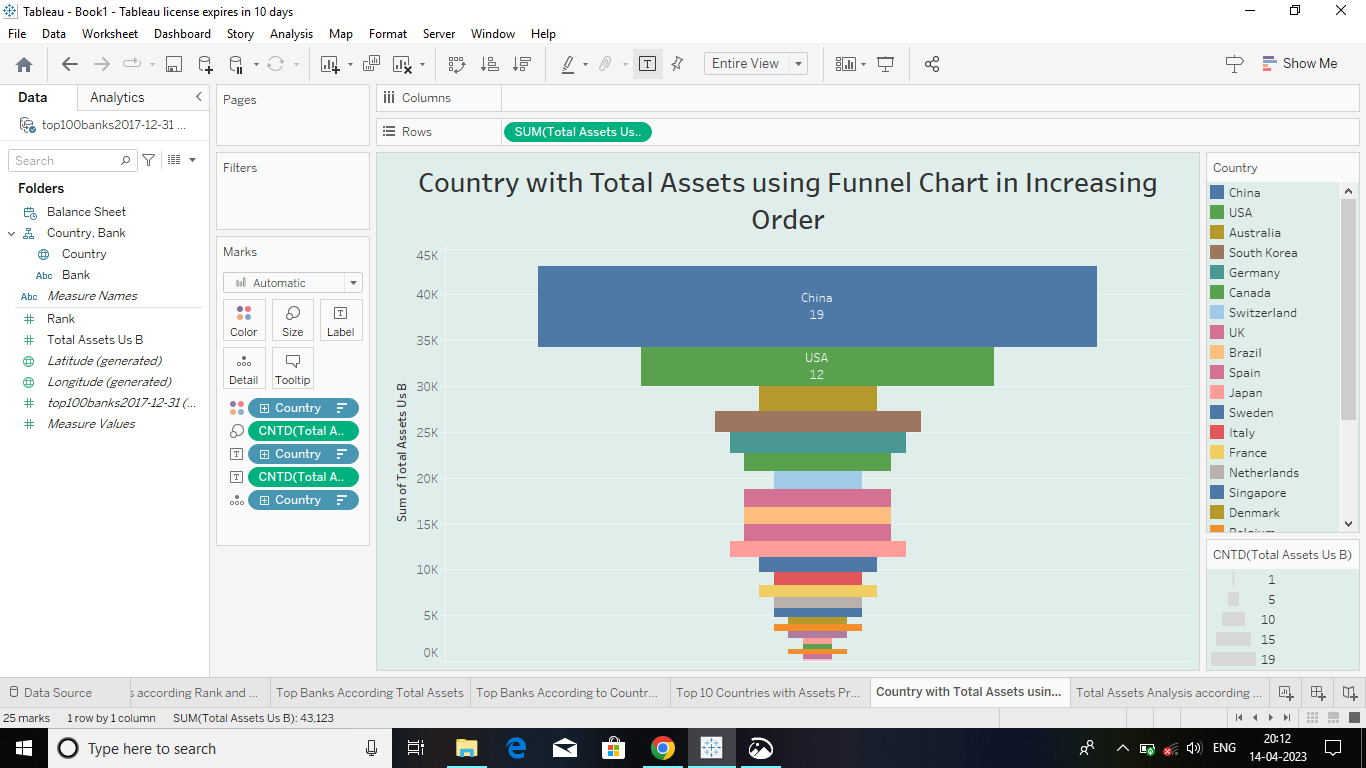 Tableau - Book1 - Tableau license expires in 10 days
File Data Worksheet Dashboard Story Analysis Map Format Server Window Help
Entire View
Show Me
Data Analytics
top100banks2017-12-31 ...
Search
Folders
Balance Sheet
Country, Bank
Country
Abc Bank
Abc Measure Names
Rank
Total Assets Us B
Latitude (generated)
Longitude (generated)
top100banks2017-12-31 (...
Measure Values
Pages
Filters
Marks
Automatic
Color Size Label
Detail Tooltip
Country
CNTD(Total A..
Country
CNTD(Total A..
Country
Columns
Rows SUM(Total Assets Us..
Country with Total Assets using Funnel Chart in Increasing
Order
Sum of Total Assets Us B
45K
40K
35K
30K
25K
20K
15K
10K
5K
0K
China
19
USA
12
Country
China
USA
Australia
South Korea
Germany
Canada
Switzerland
UK
Brazil
Spain
Japan
Sweden
Italy
France
Netherlands
Singapore
Denmark
Belgium
CNTD(Total Assets Us B)
1
5
10
15
19
Data Source s according Rank and ... Top Banks According Total Assets Top Banks According to Countr... Top 10 Countries with Assets Pr... Country with Total Assets usin... Total Assets Analysis according ...
25 marks 1 row by 1 column SUM(Total Assets Us B): 43,123
Type here to search
ENG
20:12
14-04-2023